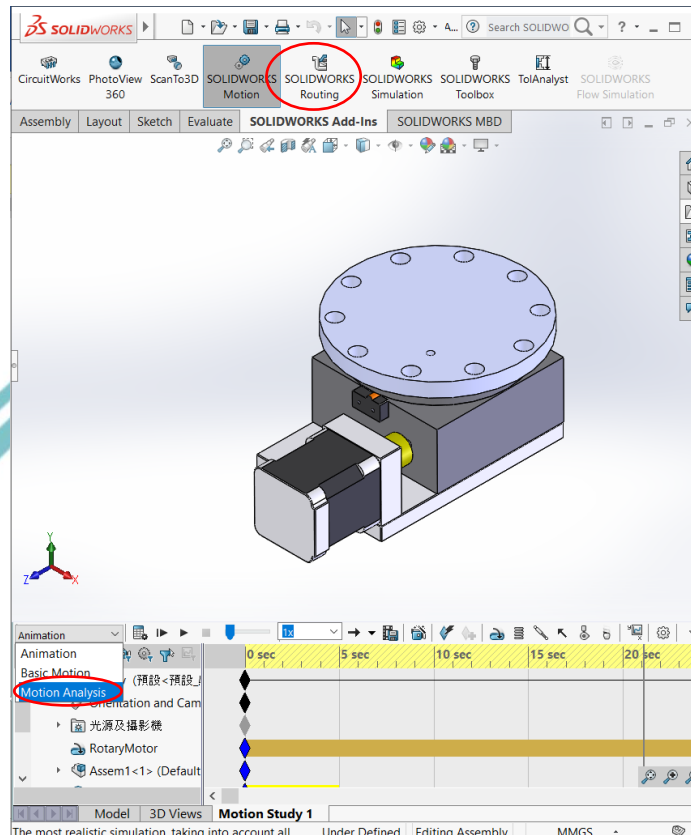 SOLIDWORKS
A...
Search SOLIDWO
?
CircuitWorks
PhotoView 360
ScanTo3D
SOLIDWORKS Motion
SOLIDWORKS Routing
SOLIDWORKS Simulation
SOLIDWORKS Toolbox
TolAnalyst
SOLIDWORKS Flow Simulation
Assembly
Layout
Sketch
Evaluate
SOLIDWORKS Add-Ins
SOLIDWORKS MBD
Y
Z
X
Animation
1x
Animation
Basic Motion
Motion Analysis
0 sec
5 sec
10 sec
15 sec
20 sec
(預設<預設_
Orientation and Cam
光源及攝影機
RotaryMotor
Assem1<1> (Default
Model
3D Views
Motion Study 1
The most realistic simulation, taking into account all
Under Defined
Editing Assembly
MMGS